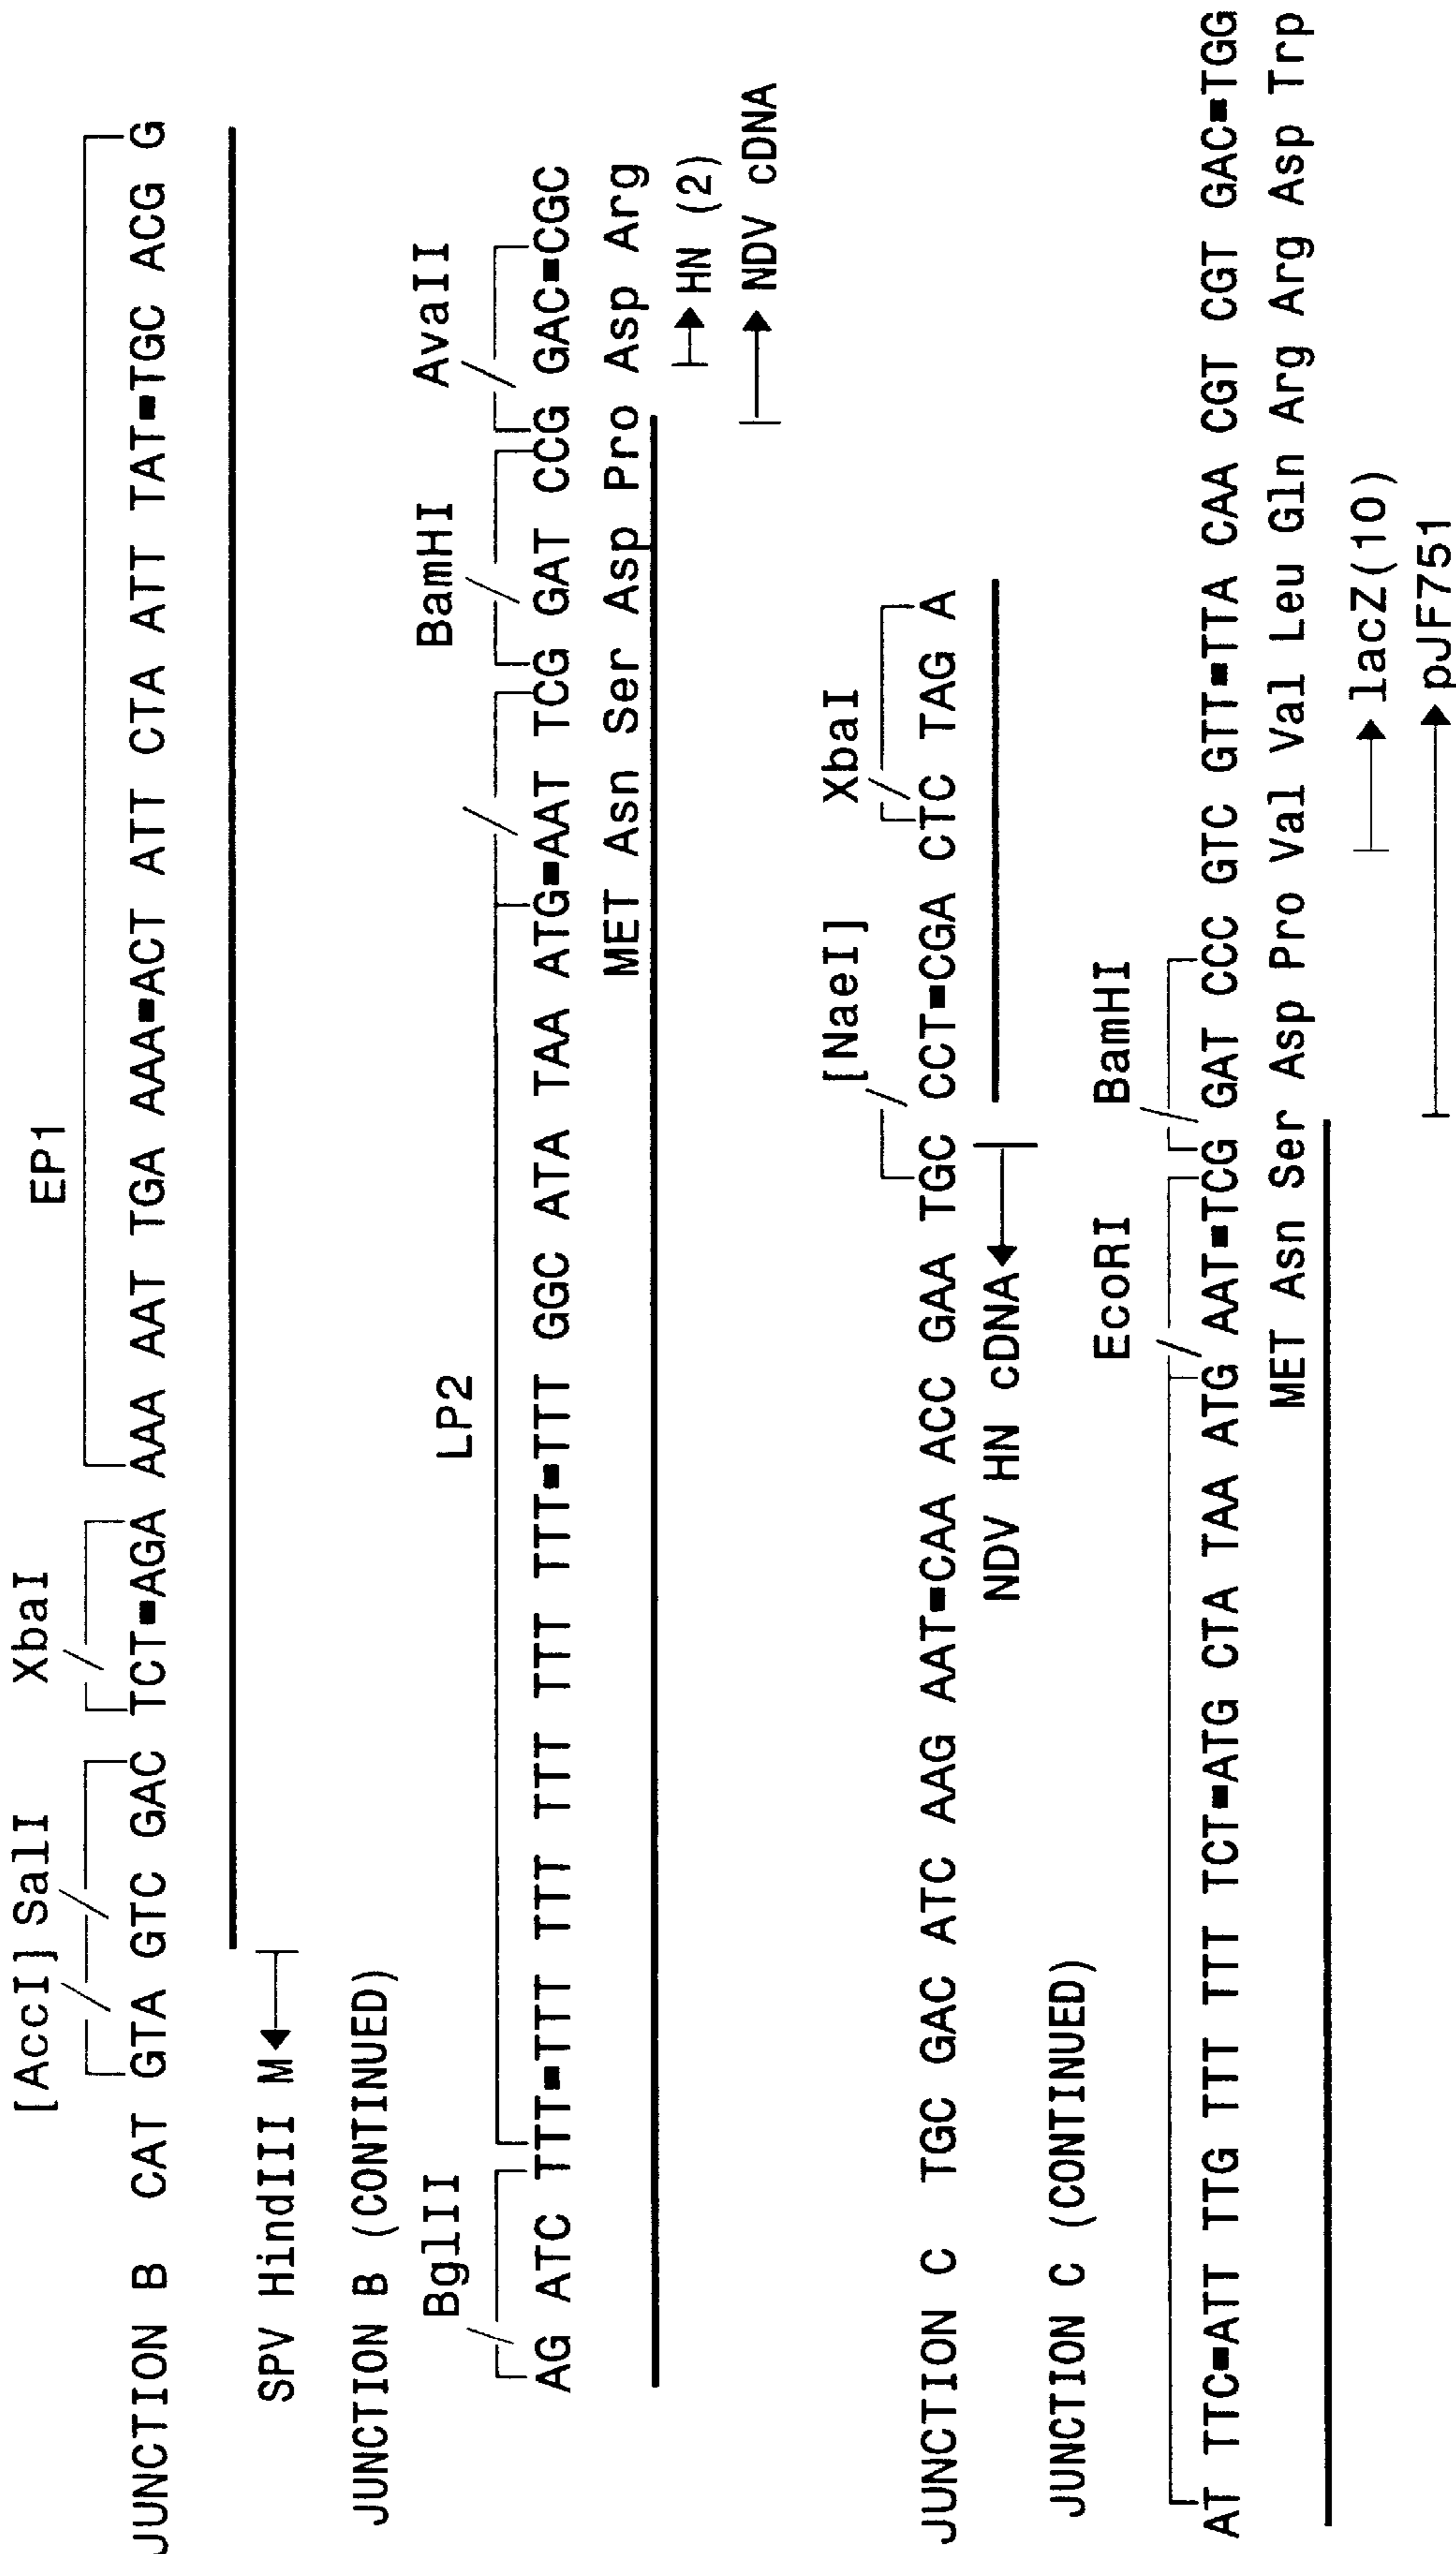 [AccI] SalI XbaI EP1
JUNCTION B CAT GTA GTC GAC TCT-AGA AAA AAT TGA AAA-ACT ATT CTA ATT TAT-TGC ACG G
SPV HindIII M
JUNCTION B (CONTINUED)
BglII LP2 BamHI AvaII
AG ATC TTT-TTT TTT TTT TTT TTT TTT-TTT GGC ATA TAA ATG-AAT TCG GAT CCG GAC-CGC
MET Asn Ser Asp Pro Asp Arg
HN (2)
NDV cDNA
[NaeI] XbaI
JUNCTION C TGC GAC ATC AAG AAT-CAA ACC GAA TGC CCT-CGA CTC TAG A
NDV HN cDNA
JUNCTION C (CONTINUED)
EcoRI BamHI
AT TTC-ATT TTG TTT TTT TCT-ATG CTA TAA ATG AAT-TCG GAT CCC GTC GTT-TTA CAA CGT CGT GAC-TGG
MET Asn Ser Asp Pro Val Val Leu Gln Arg Arg Asp Trp
lacZ(10)
pJF751